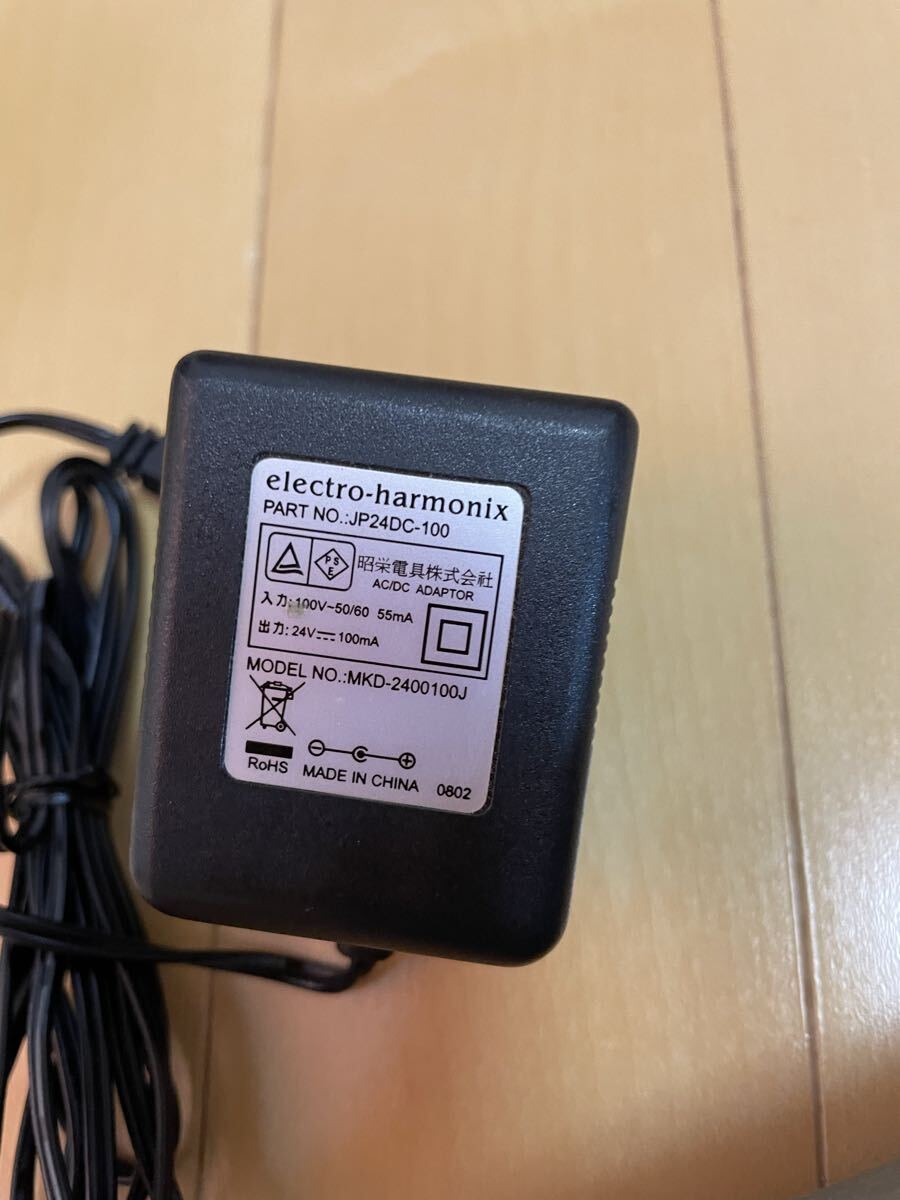 electro-harmonix
PART NO.:JP24DC-100
PS
E
昭栄電具株式会社
AC/DC ADAPTOR
入力:100V~50/60 55mA
出力:24V⎓100mA
MODEL NO.:MKD-2400100J
RoHS
MADE IN CHINA 0802